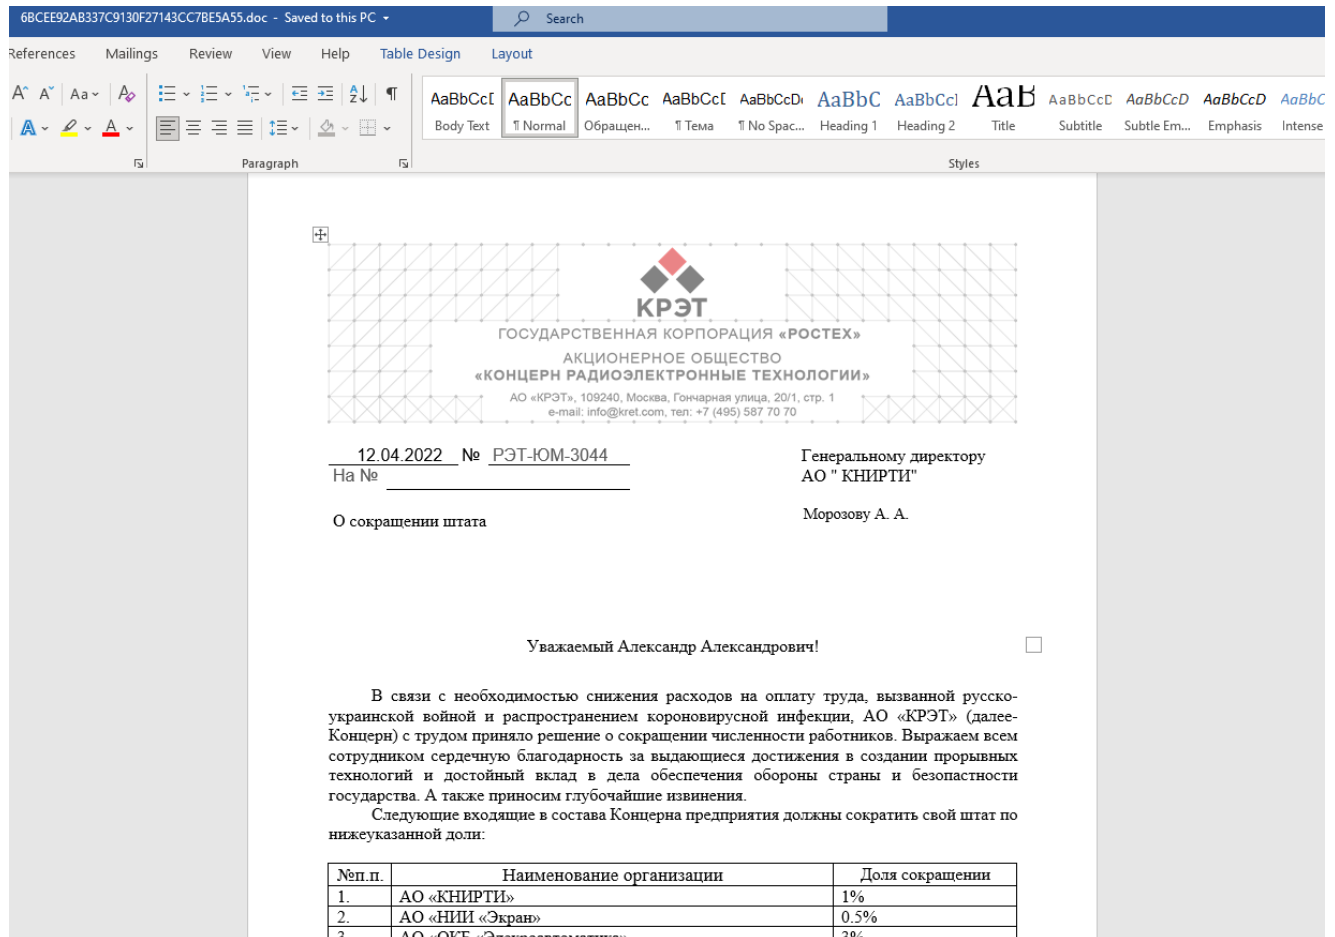 6BCEE92AB337C9130F27143CC7BE5A55.doc - Saved to this PC
Search
References Mailings Review View Help Table Design Layout
AaBbCcD AaBbCc AaBbCc AaBbCcD AaBbCcDc AaBbC AaBbCcI AaB AaBbCcD AaBbCcD AaBbCcD AaBbC
Body Text ¶ Normal Обращен... ¶ Тема ¶ No Spac... Heading 1 Heading 2 Title Subtitle Subtle Em... Emphasis Intense
Paragraph Styles
КРЭТ
ГОСУДАРСТВЕННАЯ КОРПОРАЦИЯ «РОСТЕХ»
АКЦИОНЕРНОЕ ОБЩЕСТВО
«КОНЦЕРН РАДИОЭЛЕКТРОННЫЕ ТЕХНОЛОГИИ»
АО «КРЭТ», 109240, Москва, Гончарная улица, 20/1, стр. 1
e-mail: info@kret.com, тел: +7 (495) 587 70 70
12.04.2022 № РЭТ-ЮМ-3044
На №
Генеральному директору
АО " КНИРТИ"
Морозову А. А.
О сокращении штата
Уважаемый Александр Александрович!
В связи с необходимостью снижения расходов на оплату труда, вызванной русско-
украинской войной и распространением короновирусной инфекции, АО «КРЭТ» (далее-
Концерн) с трудом приняло решение о сокращении численности работников. Выражаем всем
сотрудником сердечную благодарность за выдающиеся достижения в создании прорывных
технологий и достойный вклад в дела обеспечения обороны страны и безопастности
государства. А также приносим глубочайшие извинения.
Следующие входящие в состава Концерна предприятия должны сократить свой штат по
нижеуказанной доли:
№п.п. Наименование организации Доля сокращении
1. АО «КНИРТИ» 1%
2. АО «НИИ «Экран» 0.5%
3. АО «ОКБ 3%